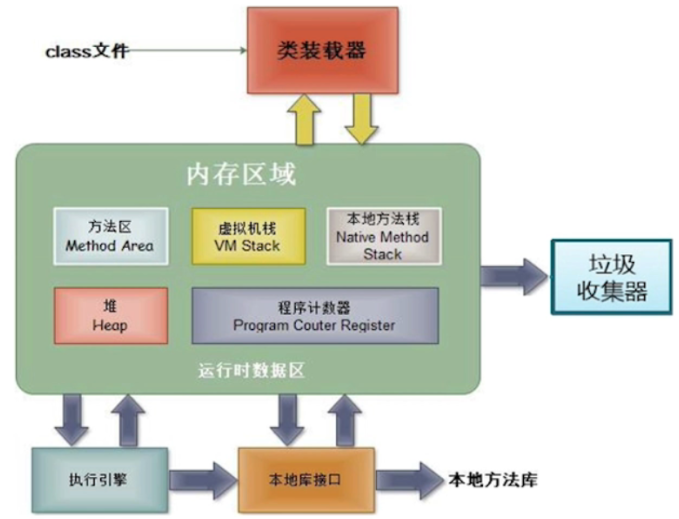 class文件
类装载器
内存区域
方法区
Method Area
虚拟机栈
VM Stack
本地方法栈
Native Method
Stack
堆
Heap
程序计数器
Program Couter Register
运行时数据区
垃圾
收集器
执行引擎
本地库接口
本地方法库